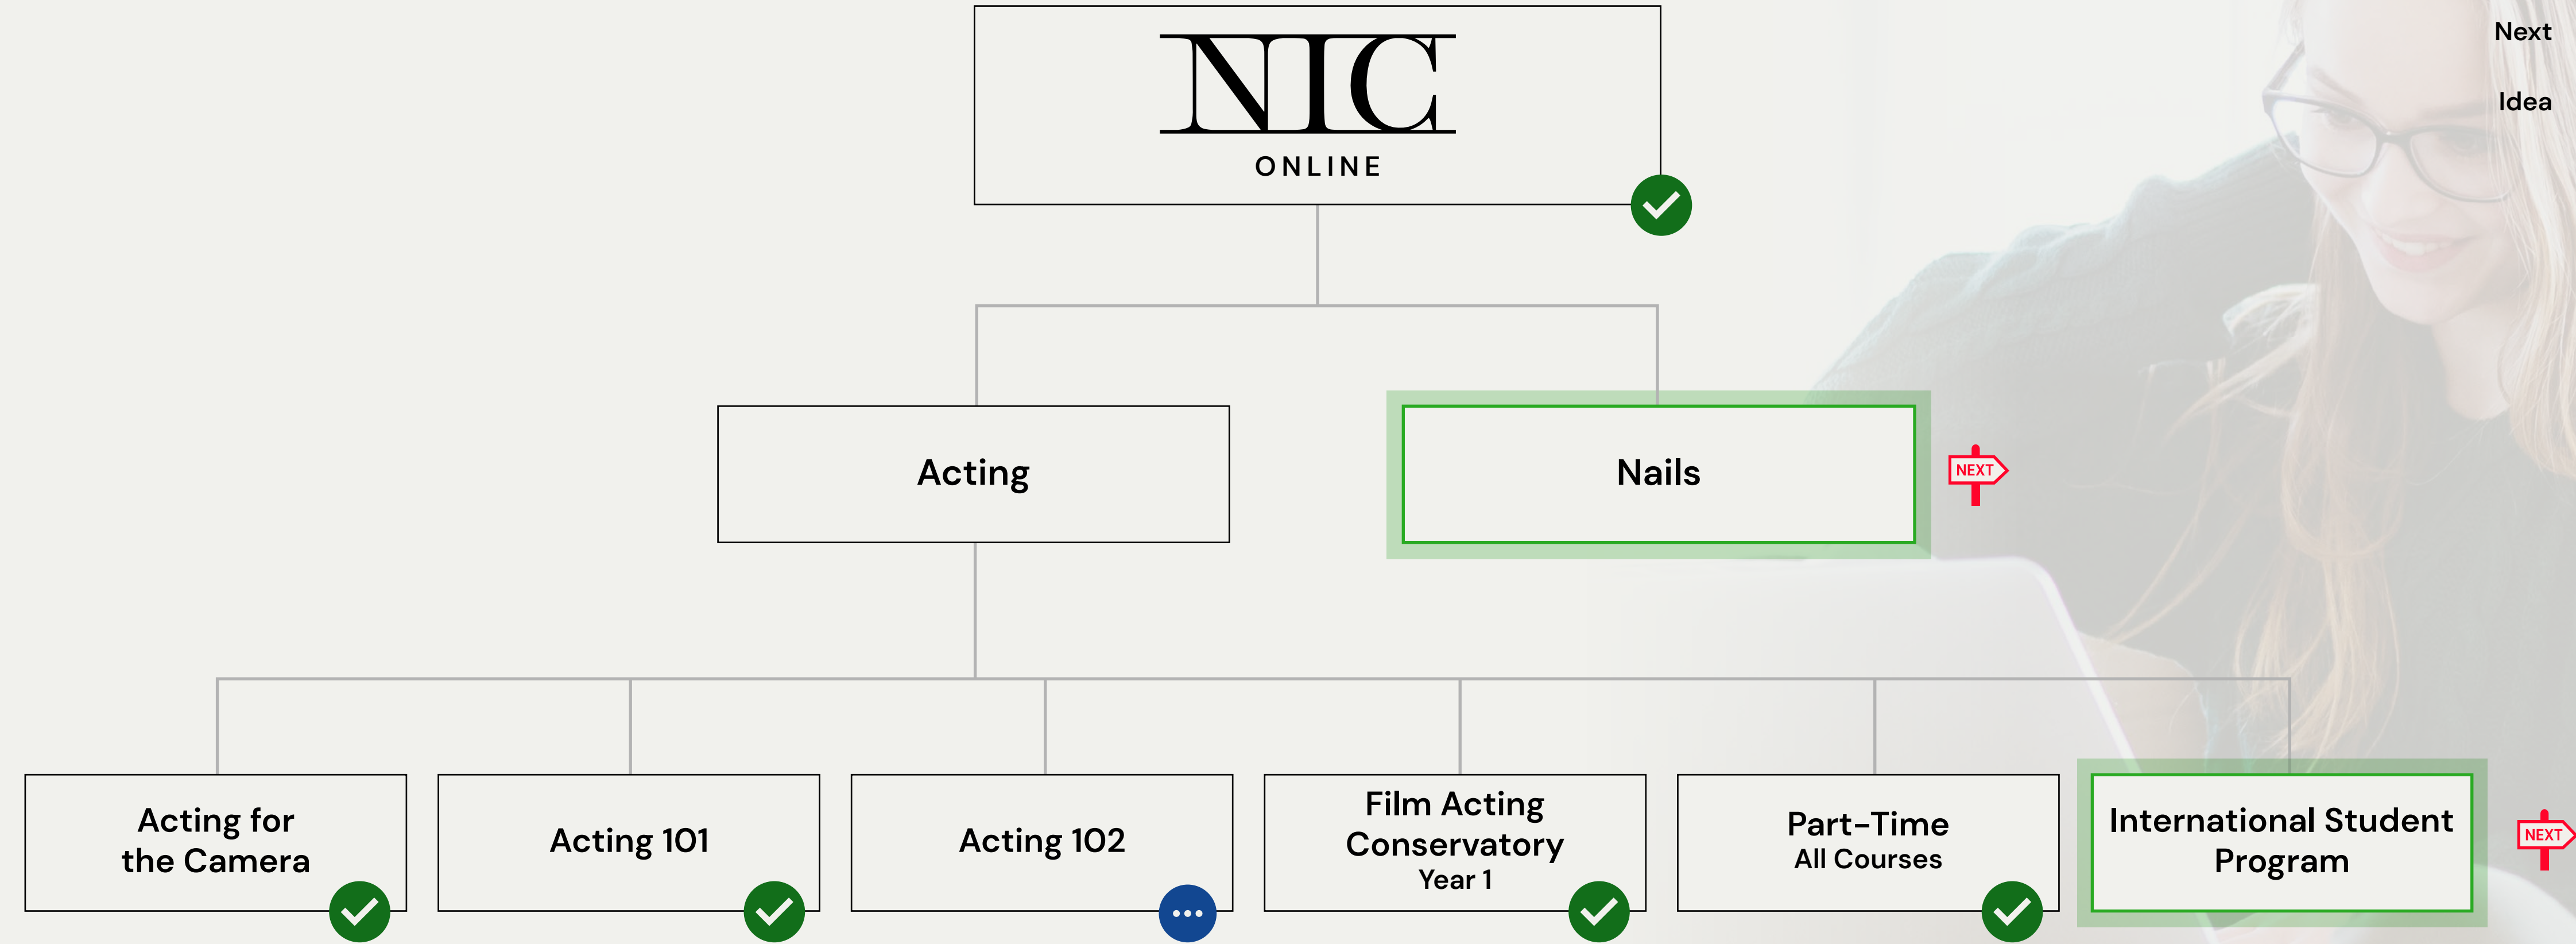 NIC
ONLINE
Next
Idea
Acting
Nails
NEXT
Acting for
the Camera
Acting 101
Acting 102
Film Acting
Conservatory
Year 1
Part-Time
All Courses
International Student
Program
NEXT